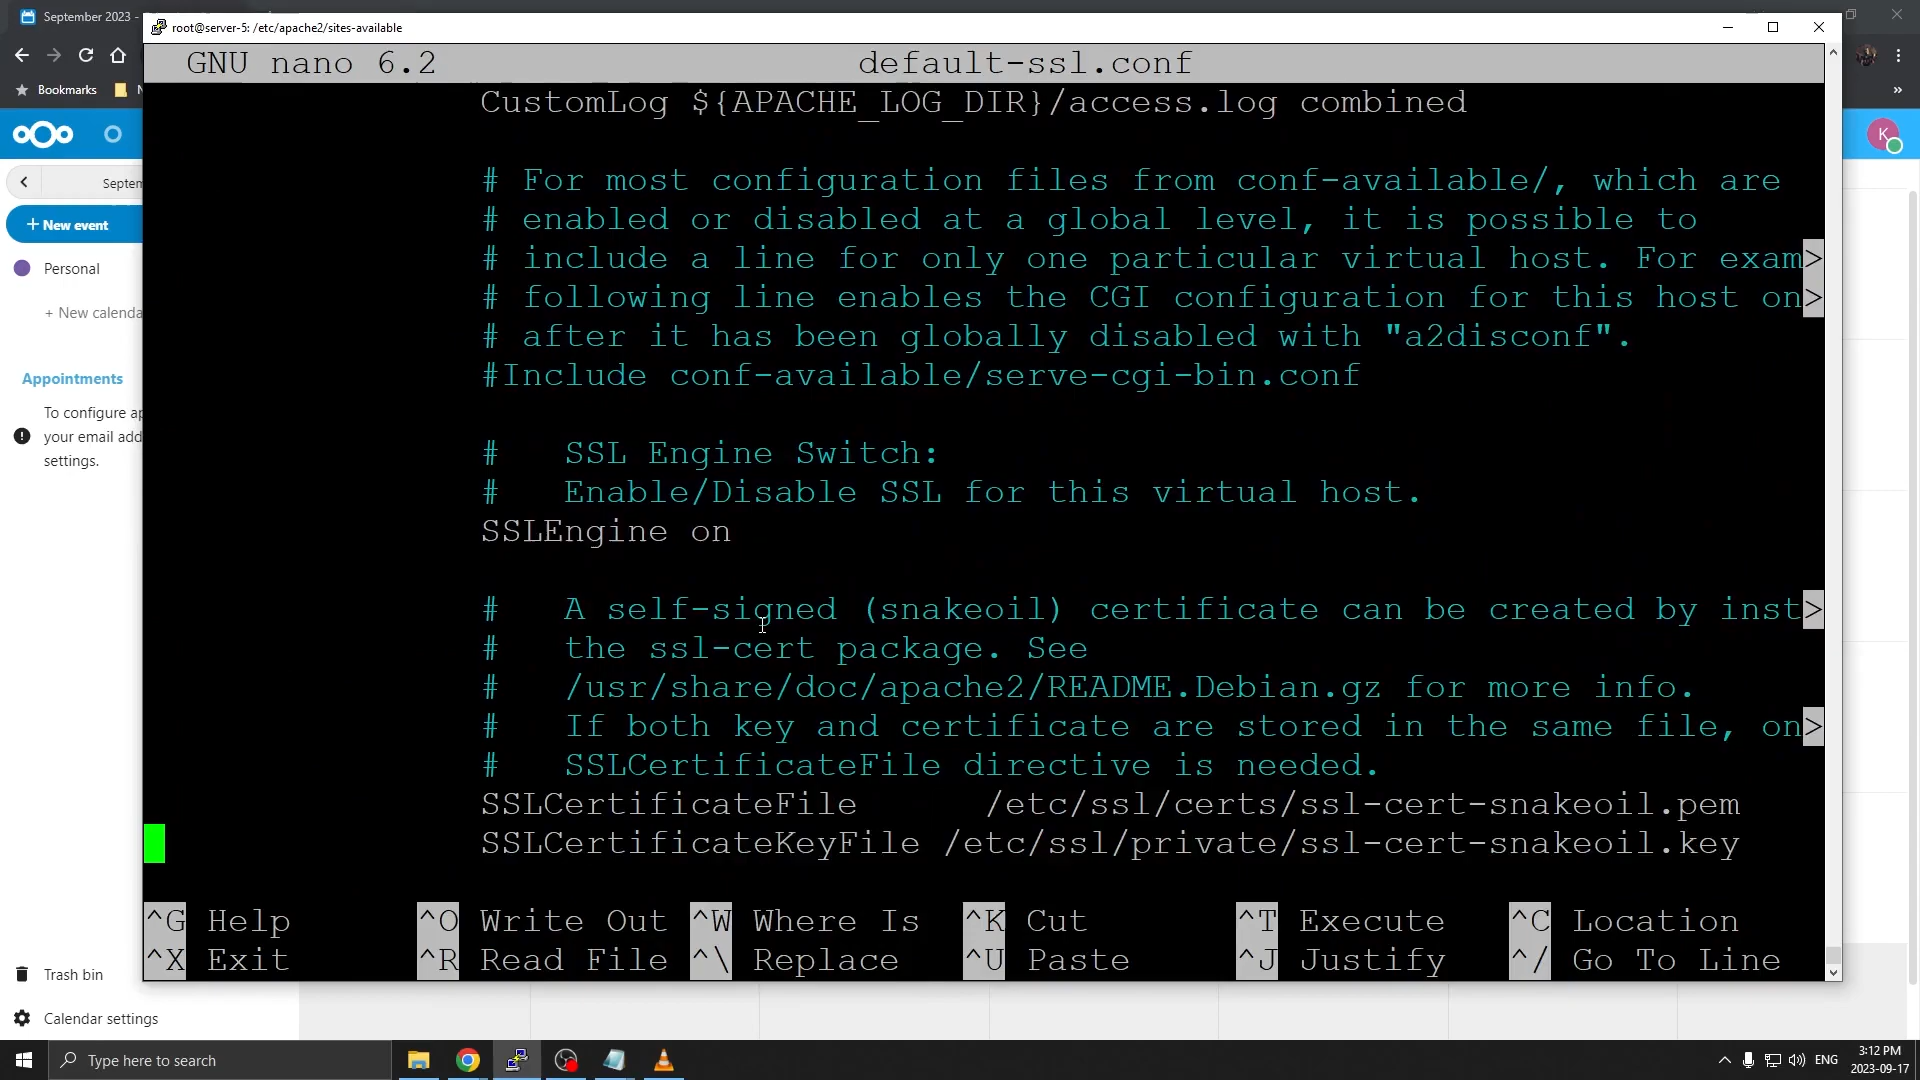 September 2023 -
root@server-5: /etc/apache2/sites-available
GNU nano 6.2 default-ssl.conf
Bookmarks
CustomLog ${APACHE_LOG_DIR}/access.log combined
K
# For most configuration files from conf-available/, which are
Septem
# enabled or disabled at a global level, it is possible to
+ New event
# include a line for only one particular virtual host. For exam>
Personal
# following line enables the CGI configuration for this host on>
+ New calenda
# after it has been globally disabled with "a2disconf".
#Include conf-available/serve-cgi-bin.conf
Appointments
To configure ap
your email add
settings.
# SSL Engine Switch:
# Enable/Disable SSL for this virtual host.
SSLEngine on
# A self-signed (snakeoil) certificate can be created by inst>
# the ssl-cert package. See
# /usr/share/doc/apache2/README.Debian.gz for more info.
# If both key and certificate are stored in the same file, on>
# SSLCertificateFile directive is needed.
SSLCertificateFile /etc/ssl/certs/ssl-cert-snakeoil.pem
SSLCertificateKeyFile /etc/ssl/private/ssl-cert-snakeoil.key
^G Help ^O Write Out ^W Where Is ^K Cut ^T Execute ^C Location
^X Exit ^R Read File ^\ Replace ^U Paste ^J Justify ^/ Go To Line
Trash bin
Calendar settings
Type here to search
ENG
3:12 PM
2023-09-17